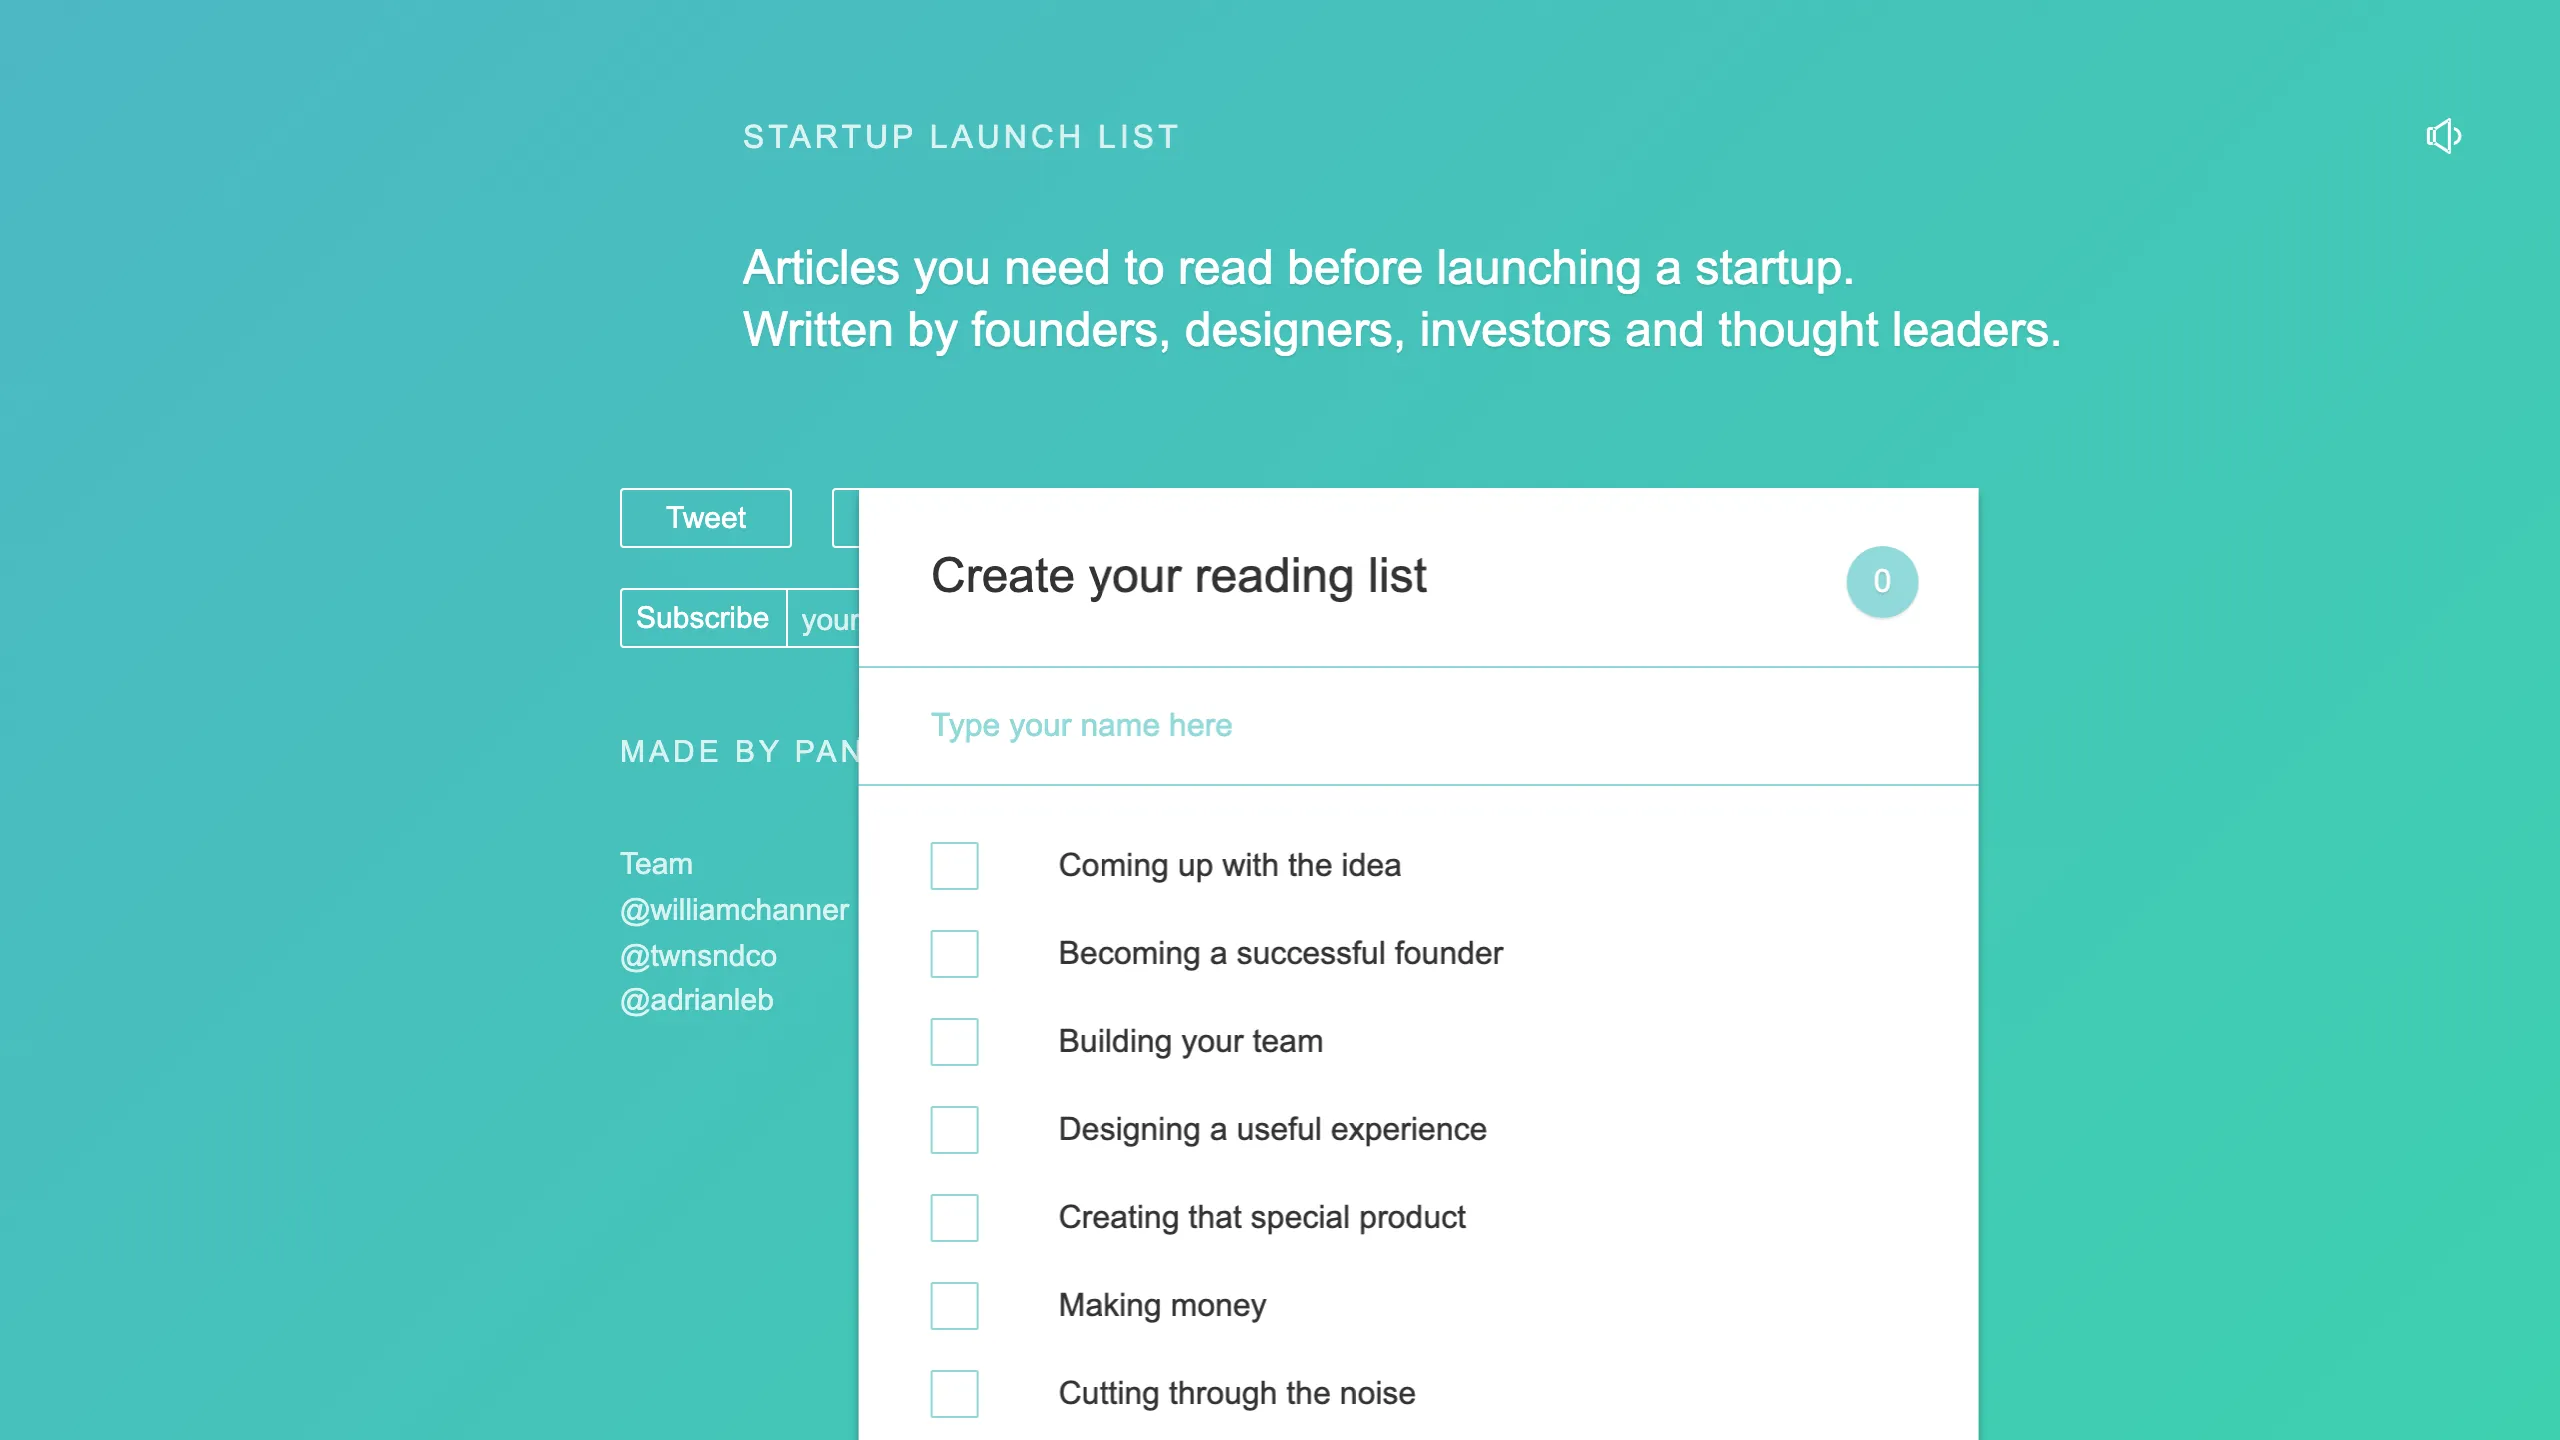 STARTUP LAUNCH LIST
Articles you need to read before launching a startup.
Written by founders, designers, investors and thought leaders.
Tweet
Subscribe
your
MADE BY PAN
Team
@williamchanner
@twnsndco
@adrianleb
Create your reading list
0
Type your name here
Coming up with the idea
Becoming a successful founder
Building your team
Designing a useful experience
Creating that special product
Making money
Cutting through the noise